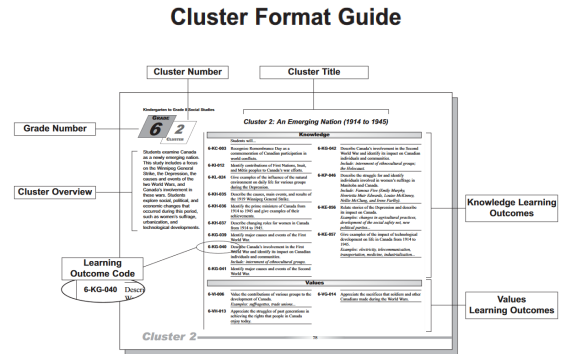 Cluster Format Guide
Cluster Number
Cluster Title
Kindergarten to Grade 8 Social Studies
GRADE
6
2
CLUSTER
Cluster 2: An Emerging Nation (1914 to 1945)
Grade Number
Cluster Overview
Students examine Canada
as a newly emerging nation.
This study includes a focus
on the Winnipeg General
Strike, the Depression, the
causes and events of the
two World Wars, and
Canada's involvement in
these wars. Students
explore social, political, and
economic changes that
occurred during this period,
such as women's suffrage,
urbanization, and
technological developments.
Learning
Outcome Code
6-KG-040 Descri
Knowledge
Students will...
6-KC-002 Recognize Remembrance Day as a
commemoration of Canadian participation in
world conflicts.
6-KI-012 Identify contributions of First Nations, Inuit,
and Métis peoples to Canada's war efforts.
6-KL-024 Give examples of the influence of the natural
environment on daily life for various groups
during the Depression.
6-KH-035 Describe the causes, main events, and results of
the 1919 Winnipeg General Strike.
6-KH-036 Identify the prime ministers of Canada from
1914 to 1945 and give examples of their
achievements.
6-KH-037 Describe changing roles for women in Canada
from 1914 to 1945.
6-KG-039 Identify major causes and events of the First
World War.
6-KG-040 Describe Canada's involvement in the First
World War and identify its impact on Canadian
individuals and communities.
Include: internment of ethnocultural groups.
6-KG-041 Identify major causes and events of the Second
World War.
6-KG-042 Describe Canada's involvement in the Second
World War and identify its impact on Canadian
individuals and communities.
Include: internment of ethnocultural groups;
the Holocaust.
6-KP-046 Describe the struggle for and identify
individuals involved in women's suffrage in
Manitoba and Canada.
Include: Famous Five (Emily Murphy,
Henrietta Muir Edwards, Louise McKinney,
Nellie McClung, and Irene Parlby).
6-KE-056 Relate stories of the Depression and describe
its impact on Canada.
Examples: changes in agricultural practices,
development of the social safety net, new
political parties...
6-KE-057 Give examples of the impact of technological
development on life in Canada from 1914 to
1945.
Examples: electricity, telecommunication,
transportation, medicine, industrialization...
Values
6-VI-006 Value the contributions of various groups to the
development of Canada.
Examples: suffragettes, trade unions...
6-VH-013 Appreciate the struggles of past generations in
achieving the rights that people in Canada
enjoy today.
6-VG-014 Appreciate the sacrifices that soldiers and other
Canadians made during the World Wars.
Knowledge Learning
Outcomes
Values
Learning Outcomes
Cluster 2